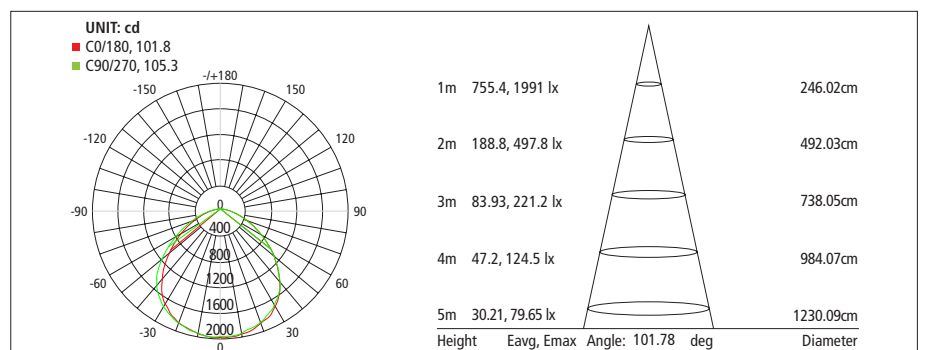 UNIT: cd
C0/180, 101.8
C90/270, 105.3
-/+180
-150 150
-120 120
-90 90
-60 60
-30 30
0
0
400
800
1200
1600
2000
1m 755.4, 1991 lx 246.02cm
2m 188.8, 497.8 lx 492.03cm
3m 83.93, 221.2 lx 738.05cm
4m 47.2, 124.5 lx 984.07cm
5m 30.21, 79.65 lx 1230.09cm
Height Eavg, Emax Angle: 101.78 deg Diameter